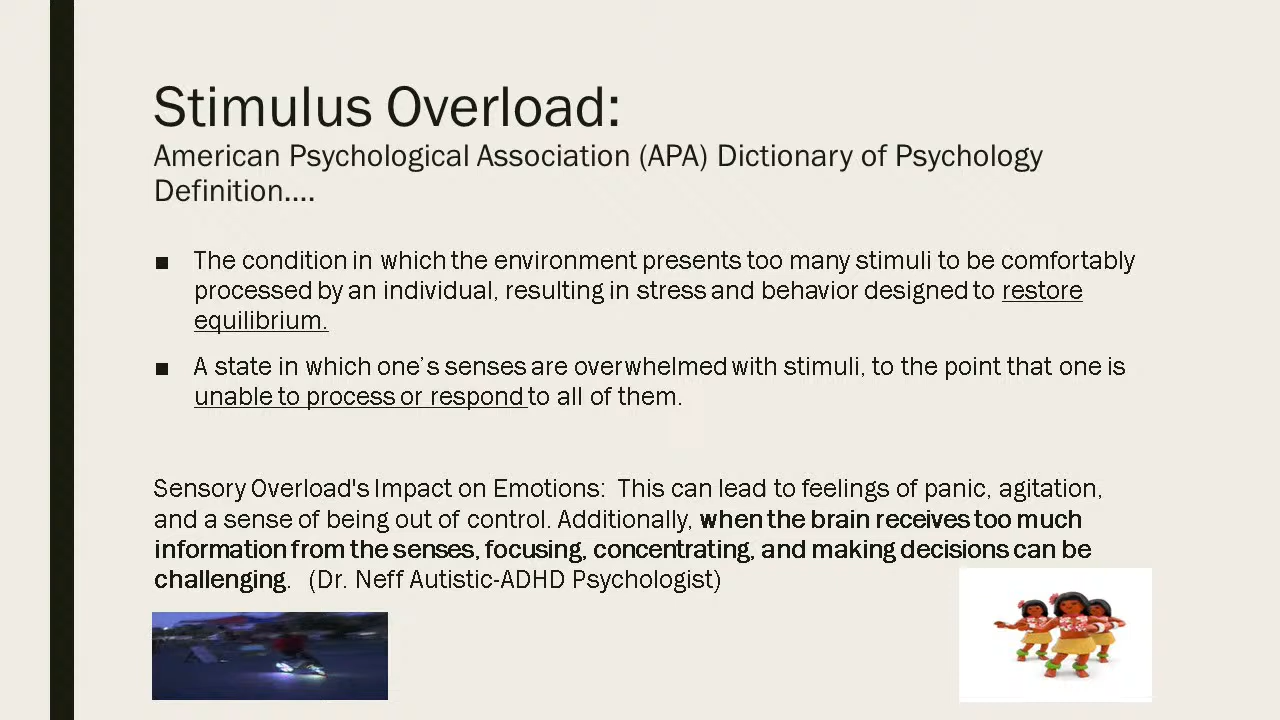 Stimulus Overload:
American Psychological Association (APA) Dictionary of Psychology
Definition....
■ The condition in which the environment presents too many stimuli to be comfortably
processed by an individual, resulting in stress and behavior designed to restore
equilibrium.
■ A state in which one’s senses are overwhelmed with stimuli, to the point that one is
unable to process or respond to all of them.
Sensory Overload's Impact on Emotions:  This can lead to feelings of panic, agitation,
and a sense of being out of control. Additionally, when the brain receives too much
information from the senses, focusing, concentrating, and making decisions can be
challenging.   (Dr. Neff Autistic-ADHD Psychologist)